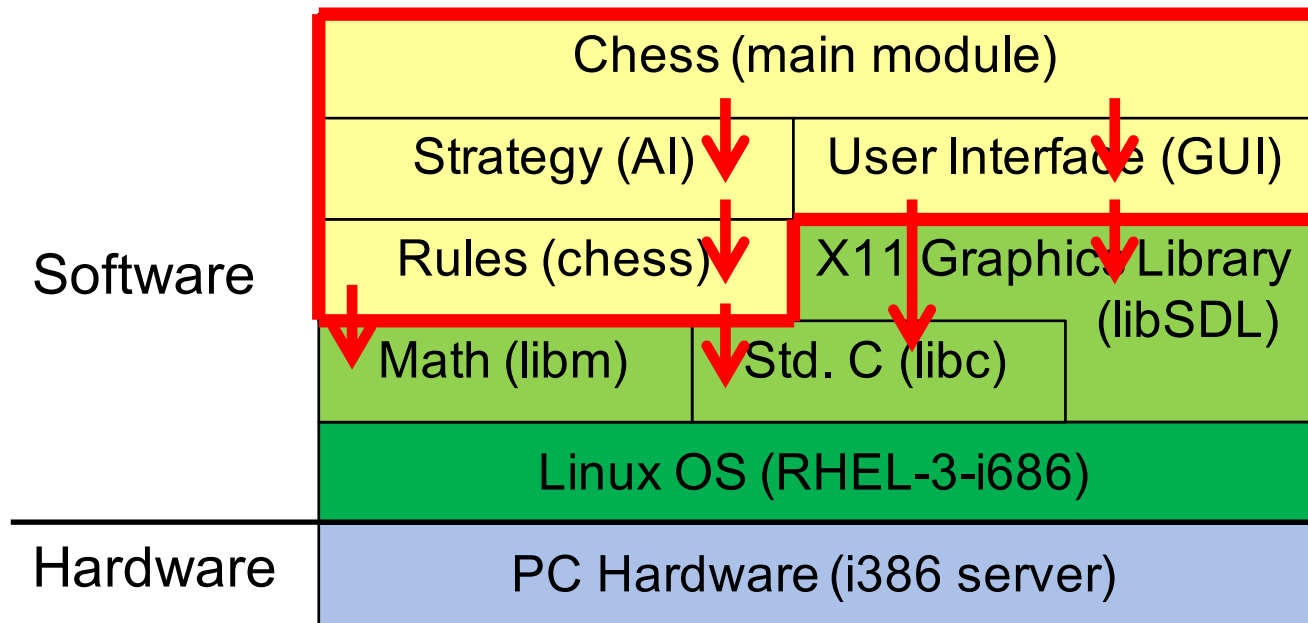 Chess (main module)
Strategy (AI)
User Interface (GUI)
Software
Rules (chess)
X11 Graphics Library
(libSDL)
Math (libm)
Std. C (libc)
Linux OS (RHEL-3-i686)
Hardware
PC Hardware (i386 server)